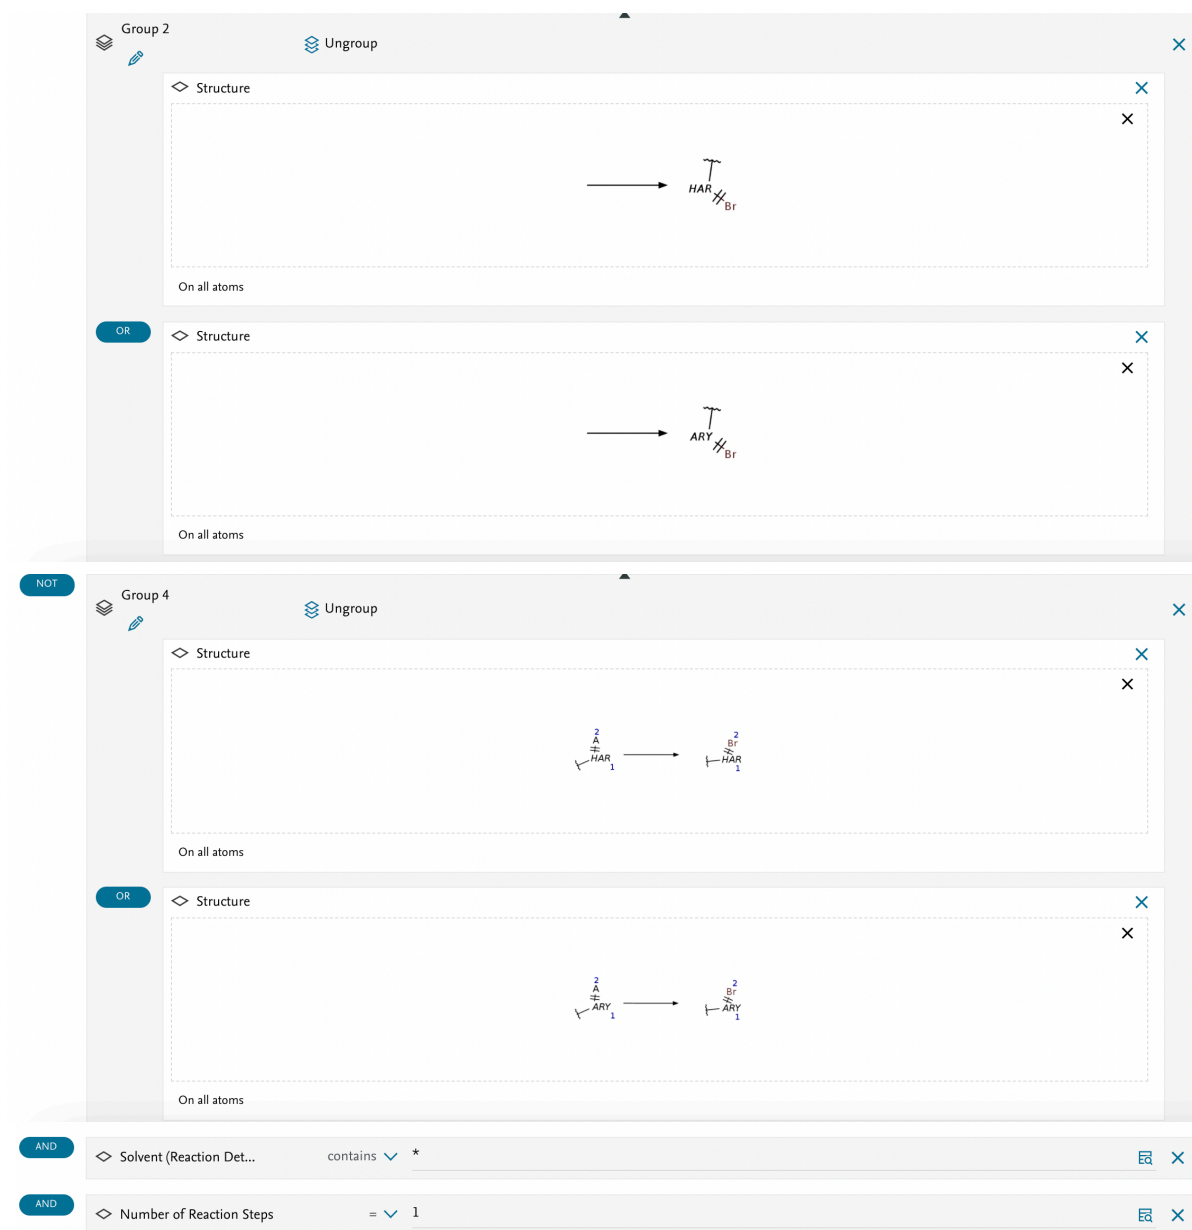 Group 2
Ungroup
Structure
HAR
Br
On all atoms
OR
Structure
ARY
Br
On all atoms
NOT
Group 4
Ungroup
Structure
2
A
HAR
1
2
Br
HAR
1
On all atoms
OR
Structure
2
A
ARY
1
2
Br
ARY
1
On all atoms
AND
Solvent (Reaction Det... contains *
AND
Number of Reaction Steps = 1